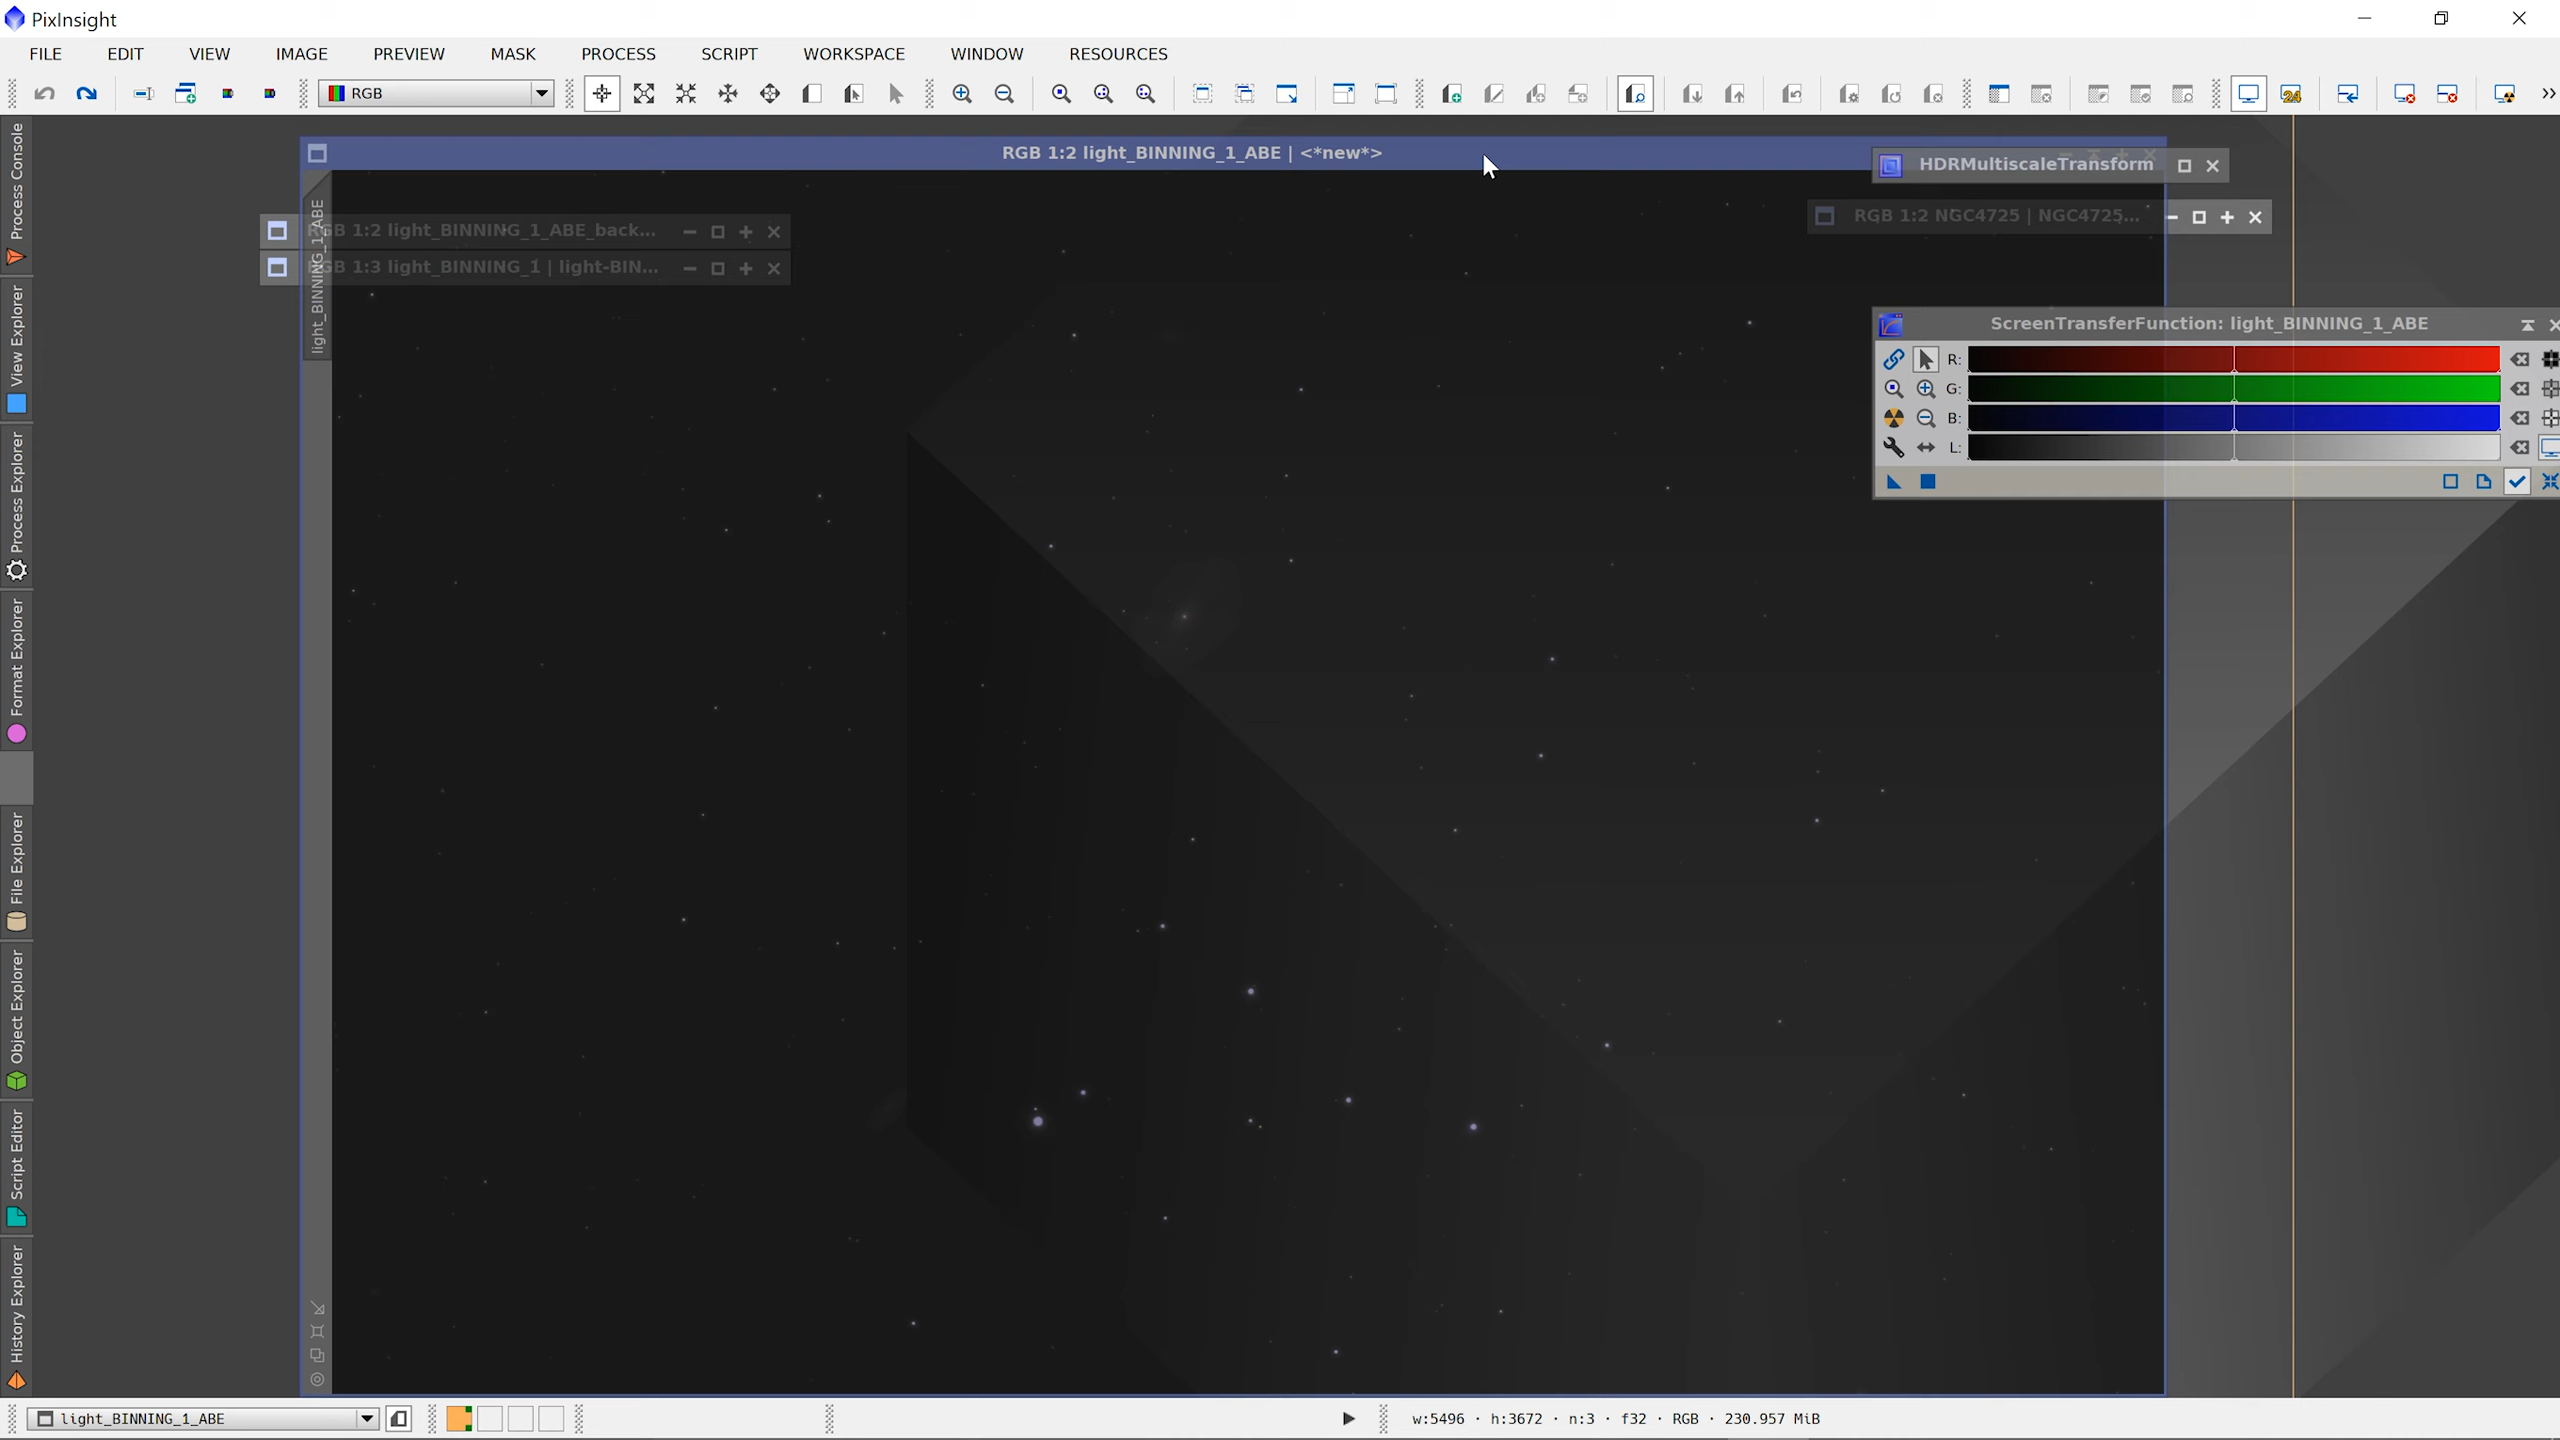 PixInsight
FILE EDIT VIEW IMAGE PREVIEW MASK PROCESS SCRIPT WORKSPACE WINDOW RESOURCES
RGB
24
RGB 1:2 light_BINNING_1_ABE | <*new*>
HDRMultiscaleTransform
RGB 1:2 NGC4725 | NGC4725...
RGB 1:2 light_BINNING_1_ABE_back...
RGB 1:3 light_BINNING_1 | light-BIN...
light_BINNING_1_ABE
ScreenTransferFunction: light_BINNING_1_ABE
R:
G:
B:
L:
Process Console
View Explorer
Process Explorer
Format Explorer
File Explorer
Object Explorer
Script Editor
History Explorer
light_BINNING_1_ABE
w:5496 · h:3672 · n:3 · f32 · RGB · 230.957 MiB